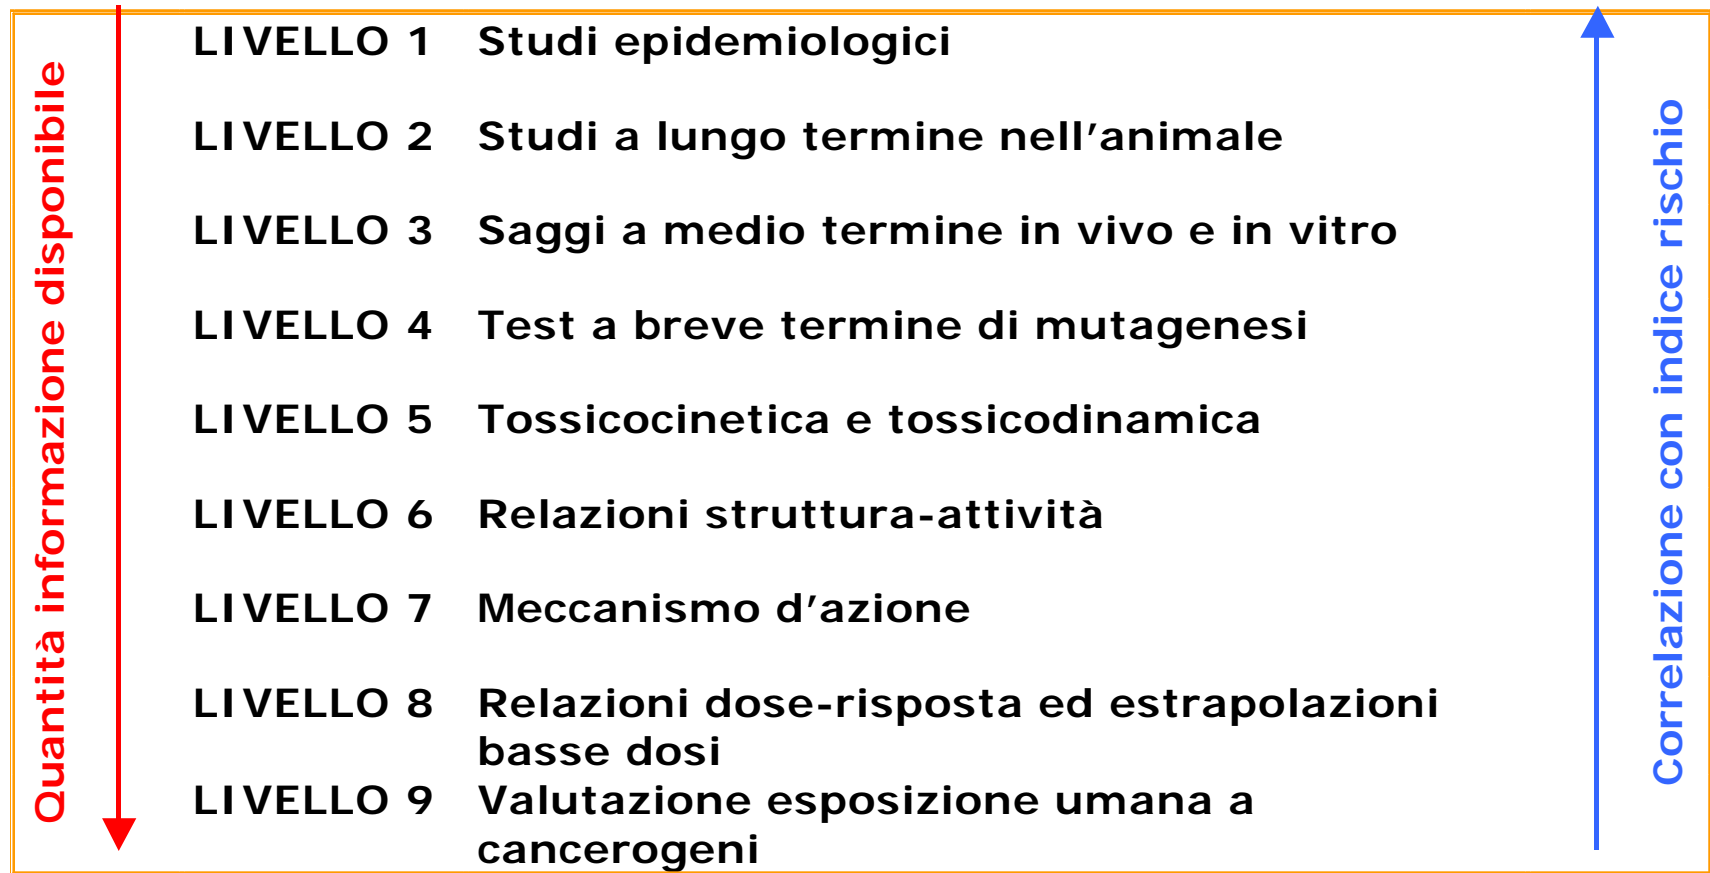 Quantità informazione disponibile
LIVELLO 1 Studi epidemiologici
LIVELLO 2 Studi a lungo termine nell’animale
LIVELLO 3 Saggi a medio termine in vivo e in vitro
LIVELLO 4 Test a breve termine di mutagenesi
LIVELLO 5 Tossicocinetica e tossicodinamica
LIVELLO 6 Relazioni struttura-attività
LIVELLO 7 Meccanismo d’azione
LIVELLO 8 Relazioni dose-risposta ed estrapolazioni
basse dosi
LIVELLO 9 Valutazione esposizione umana a
cancerogeni
Correlazione con indice rischio